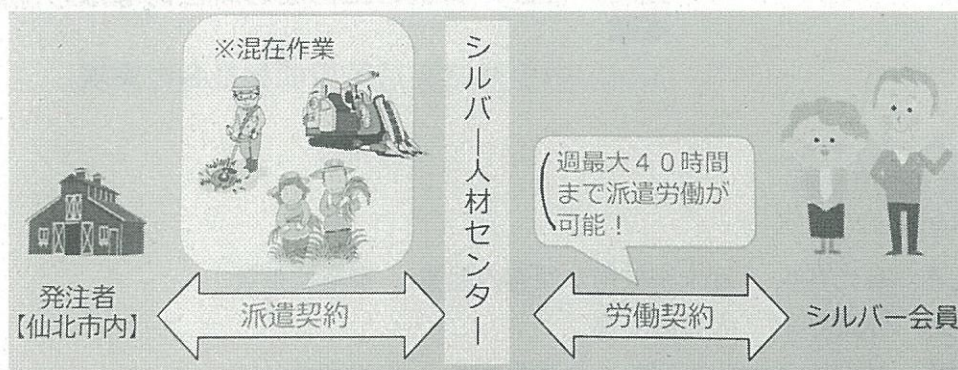 ※混在作業
シルバー人材センター
週最大４０時間
まで派遣労働が
可能！
発注者
【仙北市内】
派遣契約
労働契約
シルバー会員